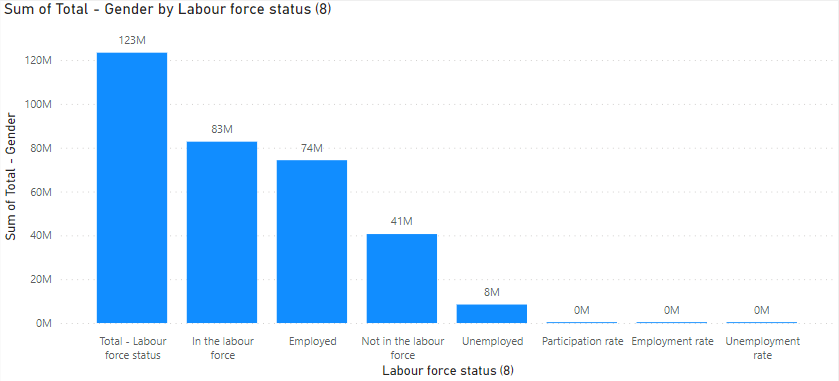 Sum of Total - Gender by Labour force status (8)
Sum of Total - Gender
120M
100M
80M
60M
40M
20M
0M
123M
83M
74M
41M
8M
0M
0M
0M
Total - Labour
force status
In the labour
force
Employed
Not in the labour
force
Unemployed
Participation rate
Employment rate
Unemployment
rate
Labour force status (8)